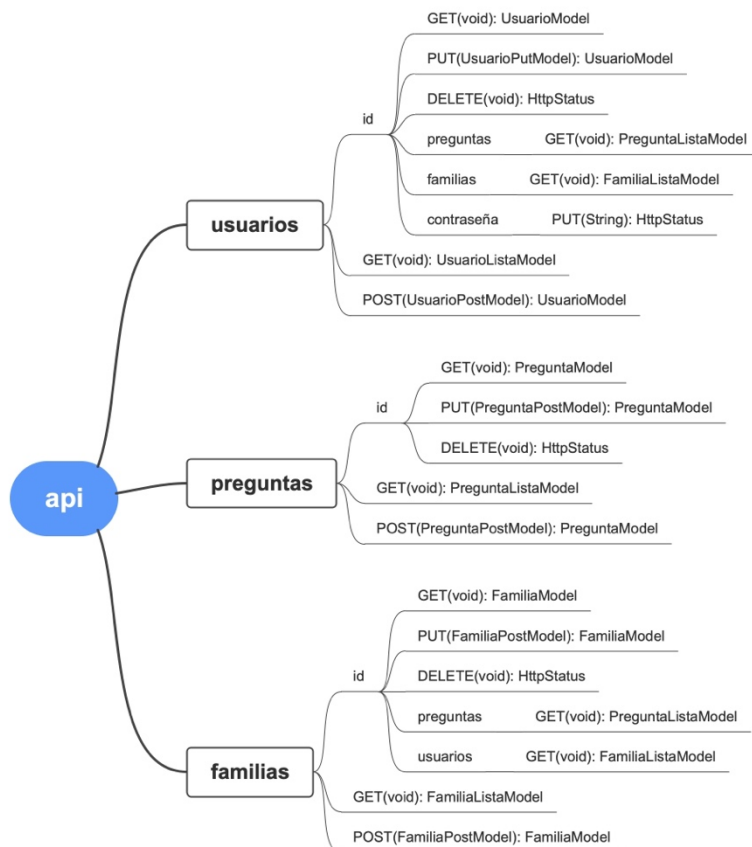 api
usuarios
id
GET(void): UsuarioModel
PUT(UsuarioPutModel): UsuarioModel
DELETE(void): HttpStatus
preguntas GET(void): PreguntaListaModel
familias GET(void): FamiliaListaModel
contraseña PUT(String): HttpStatus
GET(void): UsuarioListaModel
POST(UsuarioPostModel): UsuarioModel
preguntas
id
GET(void): PreguntaModel
PUT(PreguntaPostModel): PreguntaModel
DELETE(void): HttpStatus
GET(void): PreguntaListaModel
POST(PreguntaPostModel): PreguntaModel
familias
id
GET(void): FamiliaModel
PUT(FamiliaPostModel): FamiliaModel
DELETE(void): HttpStatus
preguntas GET(void): PreguntaListaModel
usuarios GET(void): FamiliaListaModel
GET(void): FamiliaListaModel
POST(FamiliaPostModel): FamiliaModel